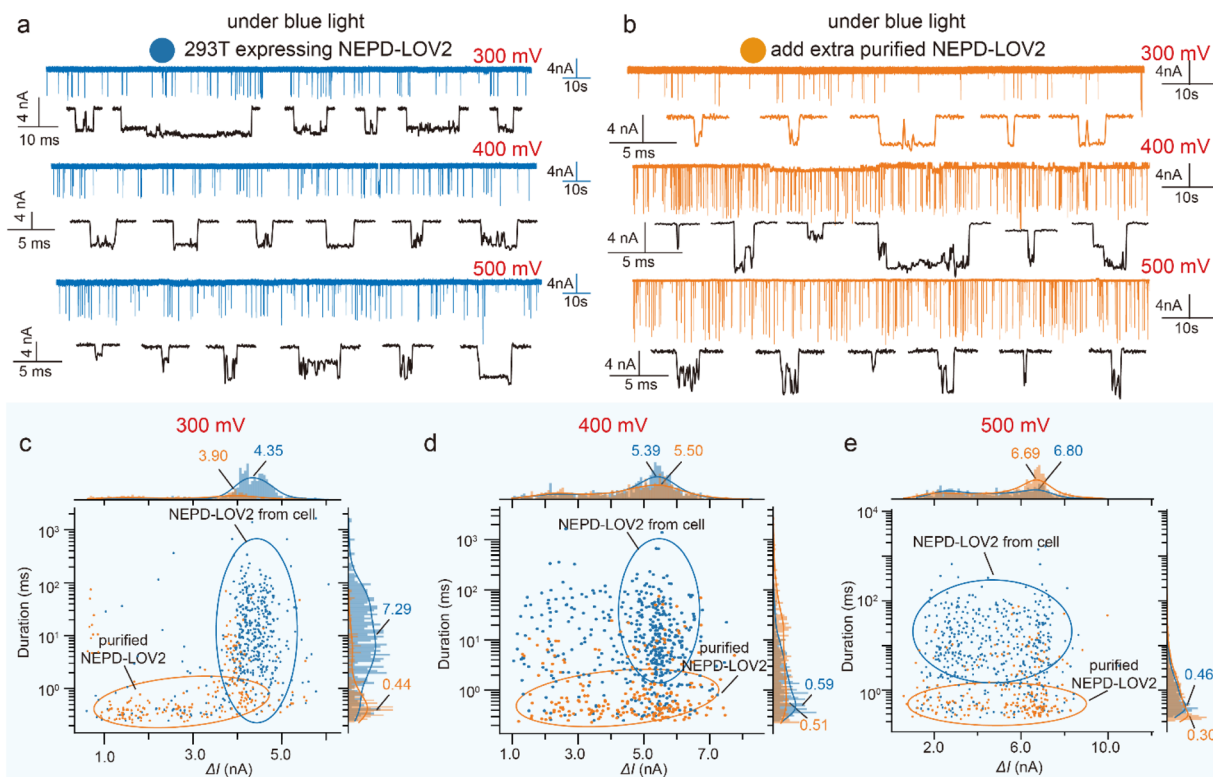 a
under blue light
293T expressing NEPD-LOV2
300 mV
4nA
10s
4 nA
10 ms
400 mV
4nA
10s
4 nA
5 ms
500 mV
4nA
10s
4 nA
5 ms
b
under blue light
add extra purified NEPD-LOV2
300 mV
4nA
10s
4 nA
5 ms
400 mV
4nA
10s
4 nA
5 ms
500 mV
4nA
10s
4 nA
5 ms
c
300 mV
3.90
4.35
NEPD-LOV2 from cell
purified
NEPD-LOV2
7.29
0.44
Duration (ms)
10³
10²
10¹
10⁰
1.0
3.0
5.0
ΔI (nA)
d
400 mV
5.39
5.50
NEPD-LOV2 from cell
purified
NEPD-LOV2
0.59
0.51
Duration (ms)
10³
10²
10¹
10⁰
1.0
3.0
5.0
7.0
ΔI (nA)
e
500 mV
6.69
6.80
NEPD-LOV2 from cell
purified
NEPD-LOV2
0.46
0.30
Duration (ms)
10⁴
10²
10⁰
2.0
6.0
10.0
ΔI (nA)